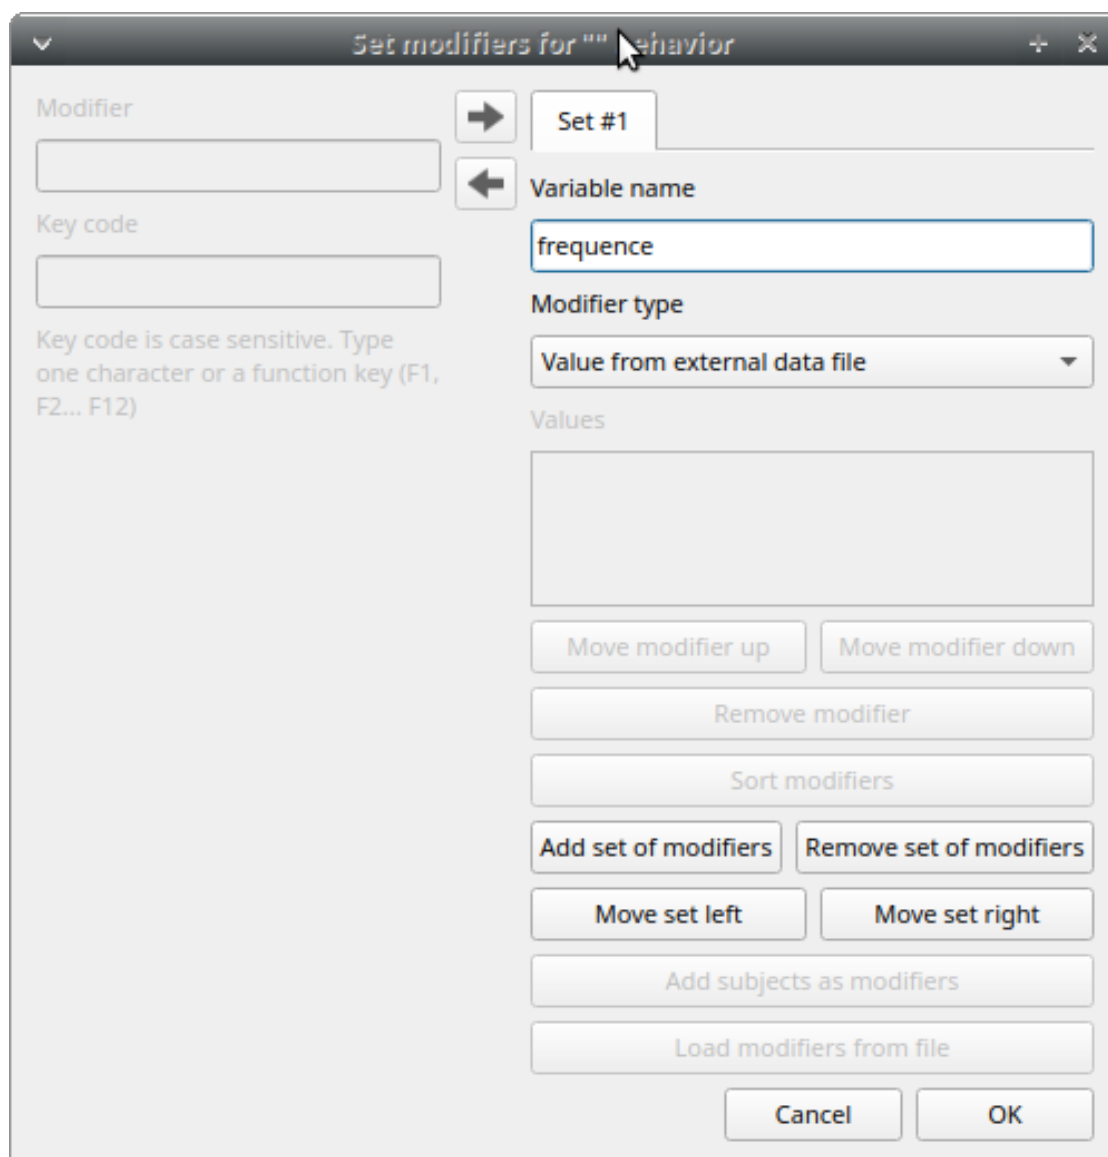 Set modifiers for "" ehavior
Modifier
Key code
Key code is case sensitive. Type
one character or a function key (F1,
F2... F12)
Set #1
Variable name
frequence
Modifier type
Value from external data file
Values
Move modifier up
Move modifier down
Remove modifier
Sort modifiers
Add set of modifiers
Remove set of modifiers
Move set left
Move set right
Add subjects as modifiers
Load modifiers from file
Cancel
OK